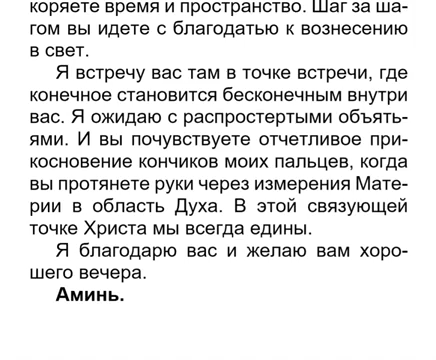 коряете время и пространство. Шаг за ша-
гом вы идете с благодатью к вознесению
в свет.
Я встречу вас там в точке встречи, где
конечное становится бесконечным внутри
вас. Я ожидаю с распростертыми объять-
ями. И вы почувствуете отчетливое при-
косновение кончиков моих пальцев, когда
вы протянете руки через измерения Мате-
рии в область Духа. В этой связующей
точке Христа мы всегда едины.
Я благодарю вас и желаю вам хоро-
шего вечера.
Аминь.